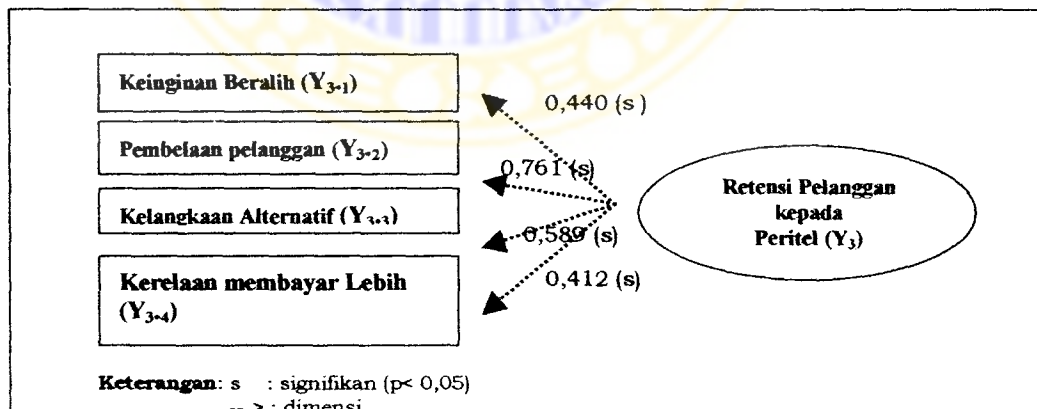 Keinginan Beralih (Y3-1)
0,440 (s )
Pembelaan pelanggan (Y3-2)
0,761 (s)
Kelangkaan Alternatif (Y3-3)
0,589 (s)
Kerelaan membayar Lebih
(Y3-4)
0,412 (s)
Retensi Pelanggan
kepada
Peritel (Y3)
Keterangan: s : signifikan (p< 0,05)
-- > : dimensi